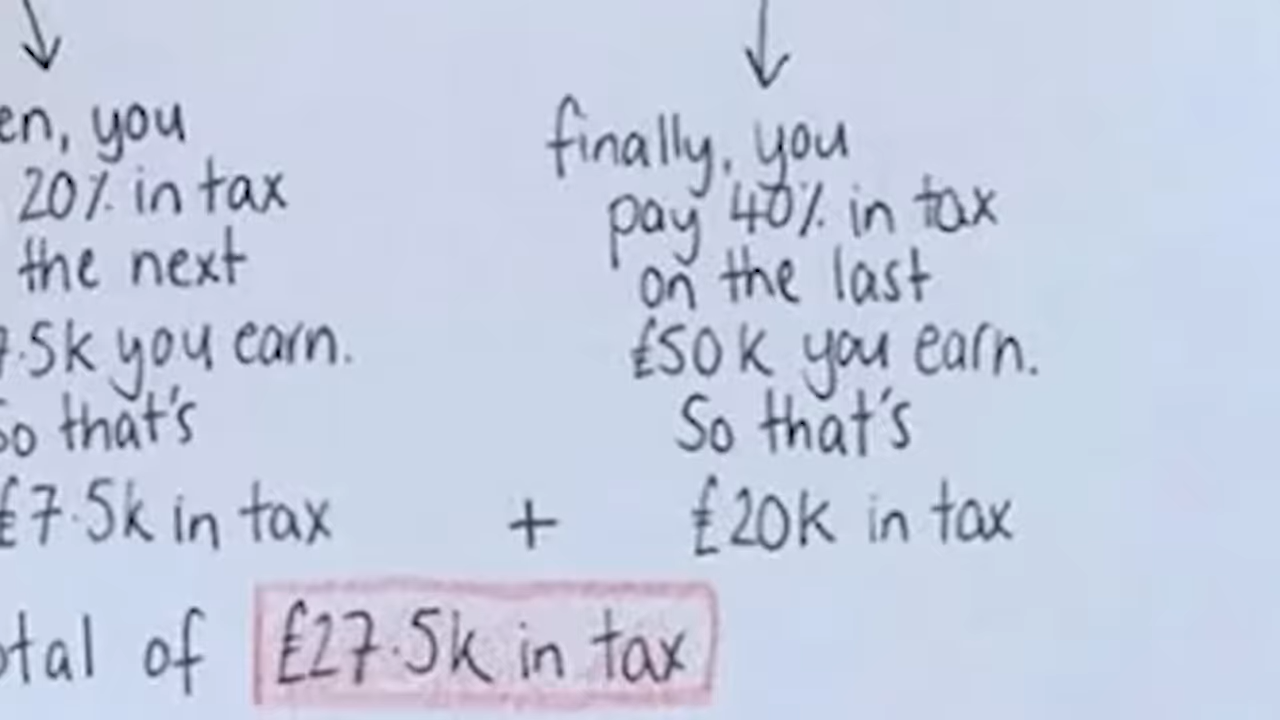 en, you
20% in tax
the next
7.5k you earn.
So that's
£7.5k in tax
+
finally, you
pay 40% in tax
on the last
£50k you earn.
So that's
£20k in tax
otal of £27.5k in tax